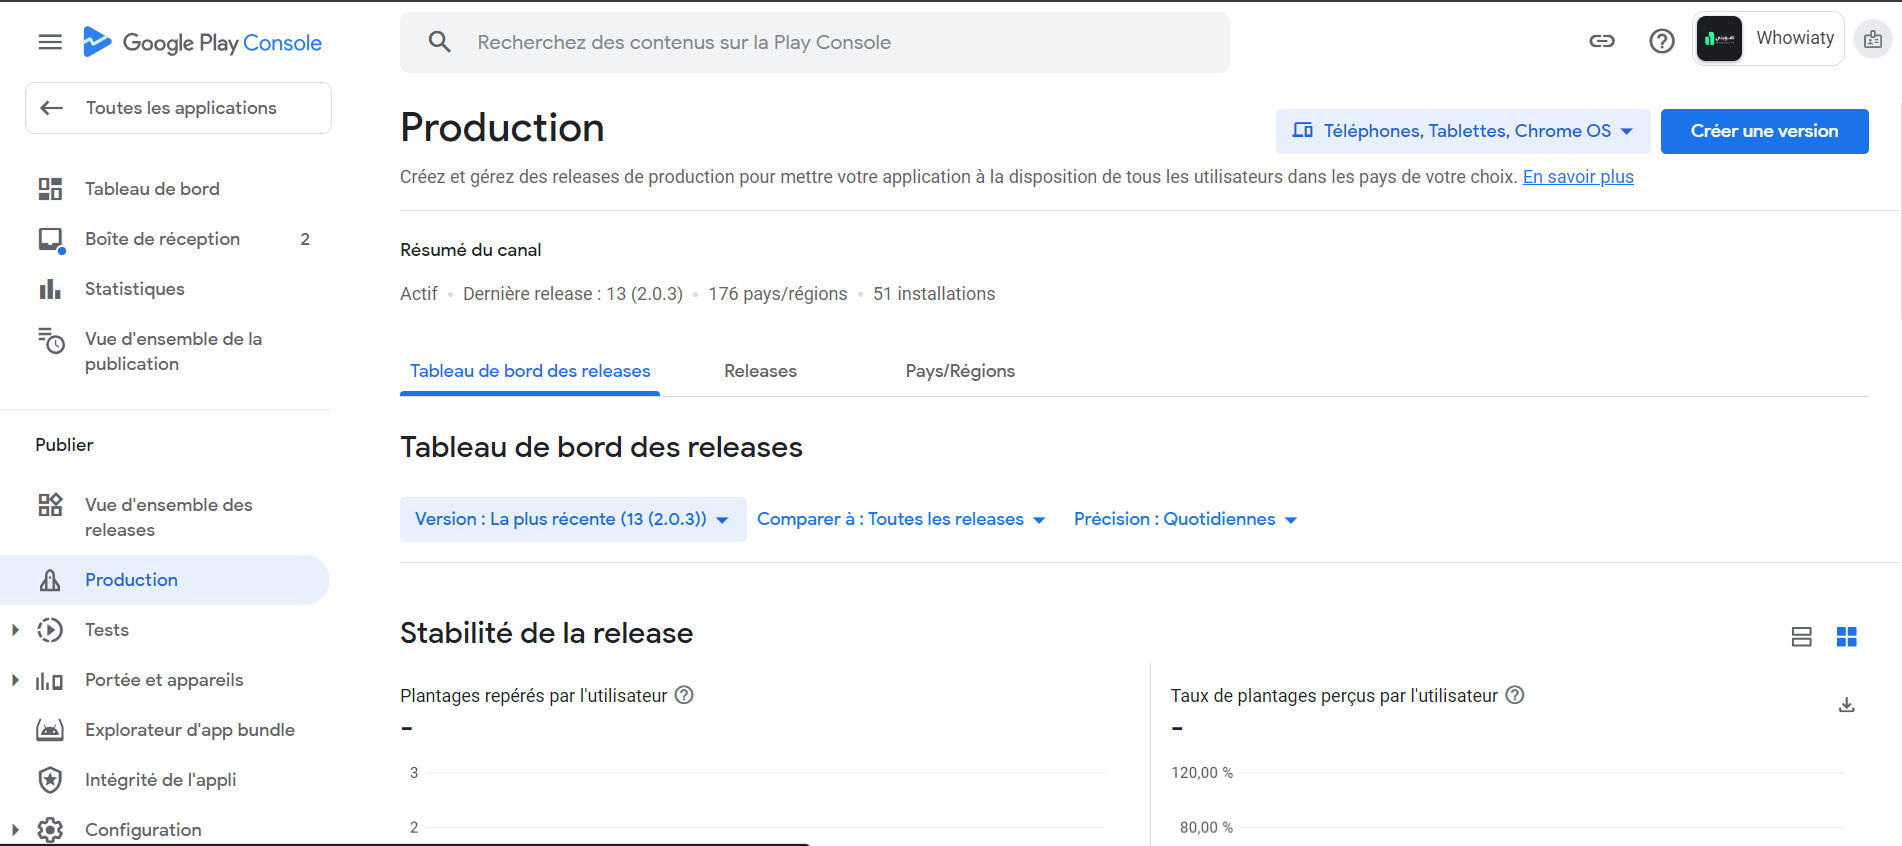 Google Play Console
Recherchez des contenus sur la Play Console
Whowiaty
Toutes les applications
Tableau de bord
Boîte de réception 2
Statistiques
Vue d'ensemble de la
publication
Publier
Vue d'ensemble des
releases
Production
Tests
Portée et appareils
Explorateur d'app bundle
Intégrité de l'appli
Configuration
Production
Téléphones, Tablettes, Chrome OS
Créer une version
Créez et gérez des releases de production pour mettre votre application à la disposition de tous les utilisateurs dans les pays de votre choix. En savoir plus
Résumé du canal
Actif • Dernière release : 13 (2.0.3) • 176 pays/régions • 51 installations
Tableau de bord des releases Releases Pays/Régions
Tableau de bord des releases
Version : La plus récente (13 (2.0.3)) Comparer à : Toutes les releases Précision : Quotidiennes
Stabilité de la release
Plantages repérés par l'utilisateur
-
3
2
Taux de plantages perçus par l'utilisateur
-
120,00 %
80,00 %